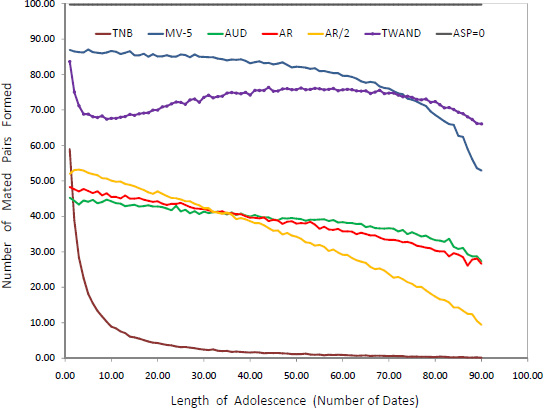 100.00
TNB MV-5 AUD AR AR/2 TWAND ASP=0
90.00
80.00
70.00
60.00
50.00
40.00
30.00
20.00
10.00
0.00
Number of Mated Pairs Formed
0.00 10.00 20.00 30.00 40.00 50.00 60.00 70.00 80.00 90.00 100.00
Length of Adolescence (Number of Dates)